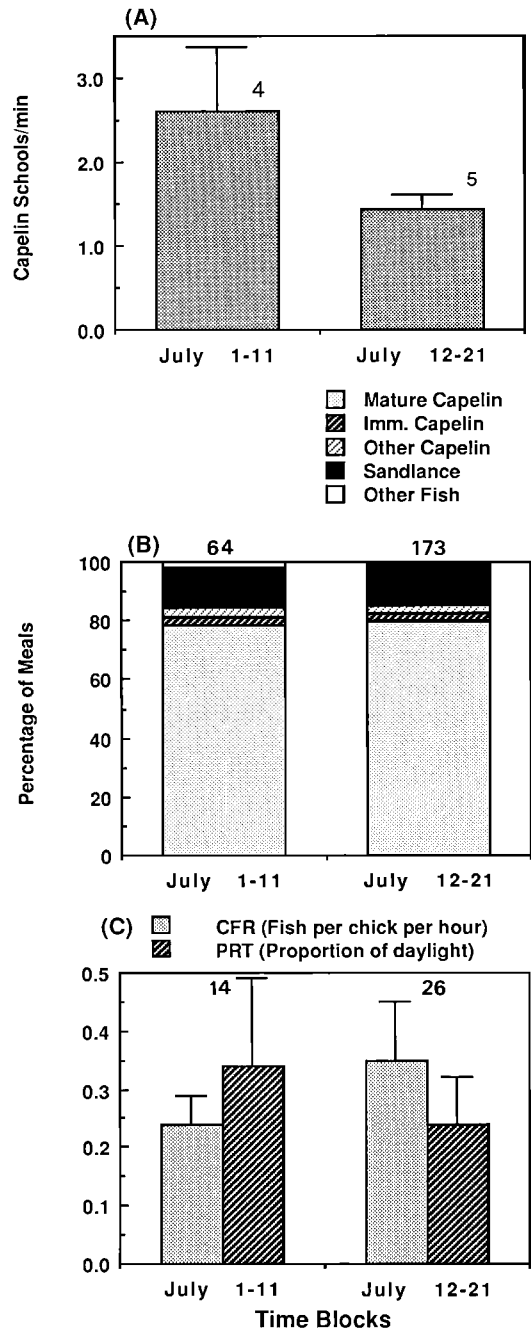 (A)
Capelin Schools/min
3.0
2.0
1.0
0.0
4
5
July 1-11
July 12-21
Mature Capelin
Imm. Capelin
Other Capelin
Sandlance
Other Fish
(B)
64
173
Percentage of Meals
100
80
60
40
20
0
July 1-11
July 12-21
(C)
CFR (Fish per chick per hour)
PRT (Proportion of daylight)
0.5
0.4
0.3
0.2
0.1
0.0
14
26
July 1-11
July 12-21
Time Blocks